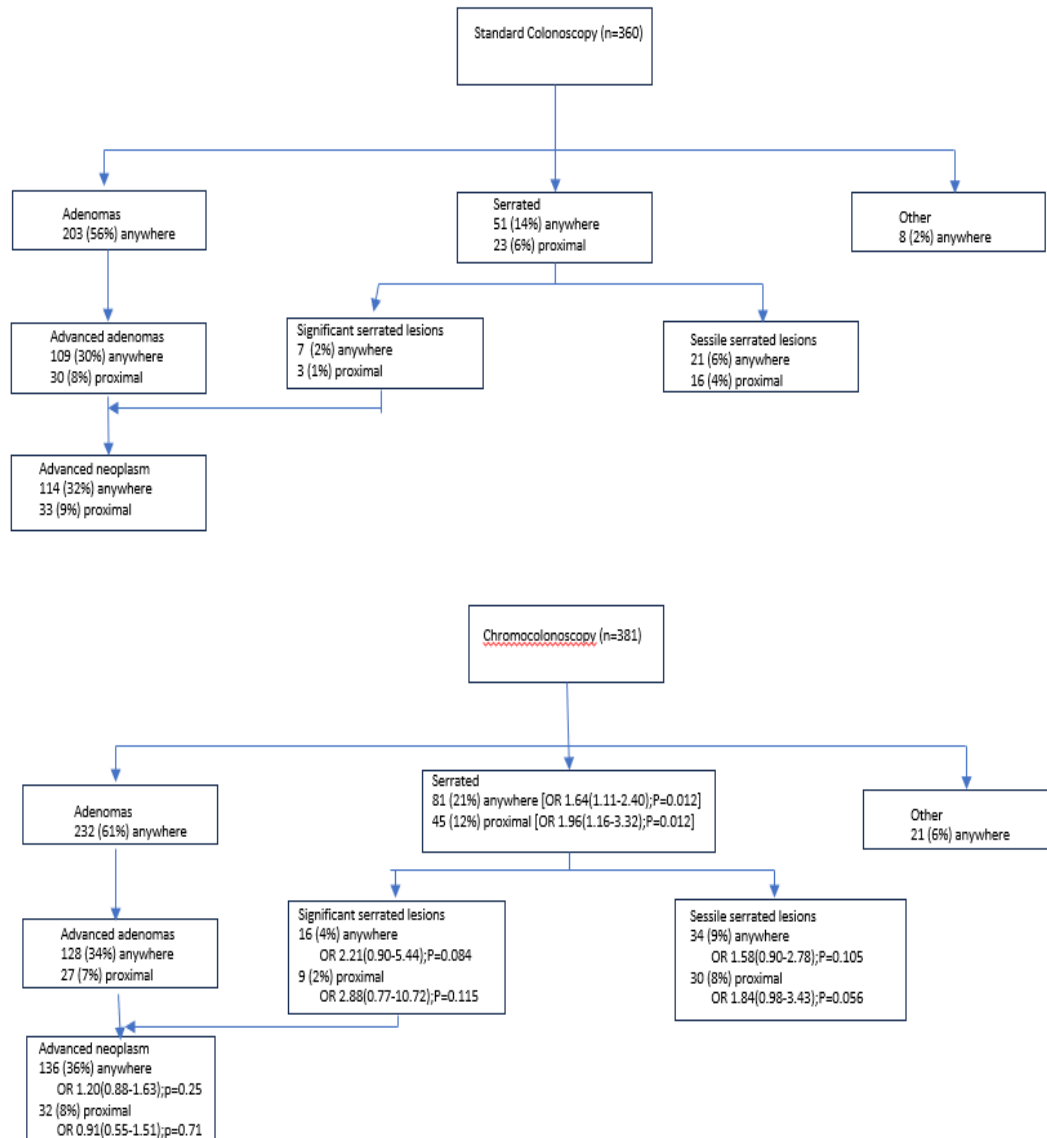 Standard Colonoscopy (n=360)
Adenomas
203 (56%) anywhere
Serrated
51 (14%) anywhere
23 (6%) proximal
Other
8 (2%) anywhere
Advanced adenomas
109 (30%) anywhere
30 (8%) proximal
Significant serrated lesions
7 (2%) anywhere
3 (1%) proximal
Sessile serrated lesions
21 (6%) anywhere
16 (4%) proximal
Advanced neoplasm
114 (32%) anywhere
33 (9%) proximal
Chromocolonoscopy (n=381)
Adenomas
232 (61%) anywhere
Serrated
81 (21%) anywhere [OR 1.64(1.11-2.40);P=0.012]
45 (12%) proximal [OR 1.96(1.16-3.32);P=0.012]
Other
21 (6%) anywhere
Advanced adenomas
128 (34%) anywhere
27 (7%) proximal
Significant serrated lesions
16 (4%) anywhere
OR 2.21(0.90-5.44);P=0.084
9 (2%) proximal
OR 2.88(0.77-10.72);P=0.115
Sessile serrated lesions
34 (9%) anywhere
OR 1.58(0.90-2.78);P=0.105
30 (8%) proximal
OR 1.84(0.98-3.43);P=0.056
Advanced neoplasm
136 (36%) anywhere
OR 1.20(0.88-1.63);p=0.25
32 (8%) proximal
OR 0.91(0.55-1.51);p=0.71